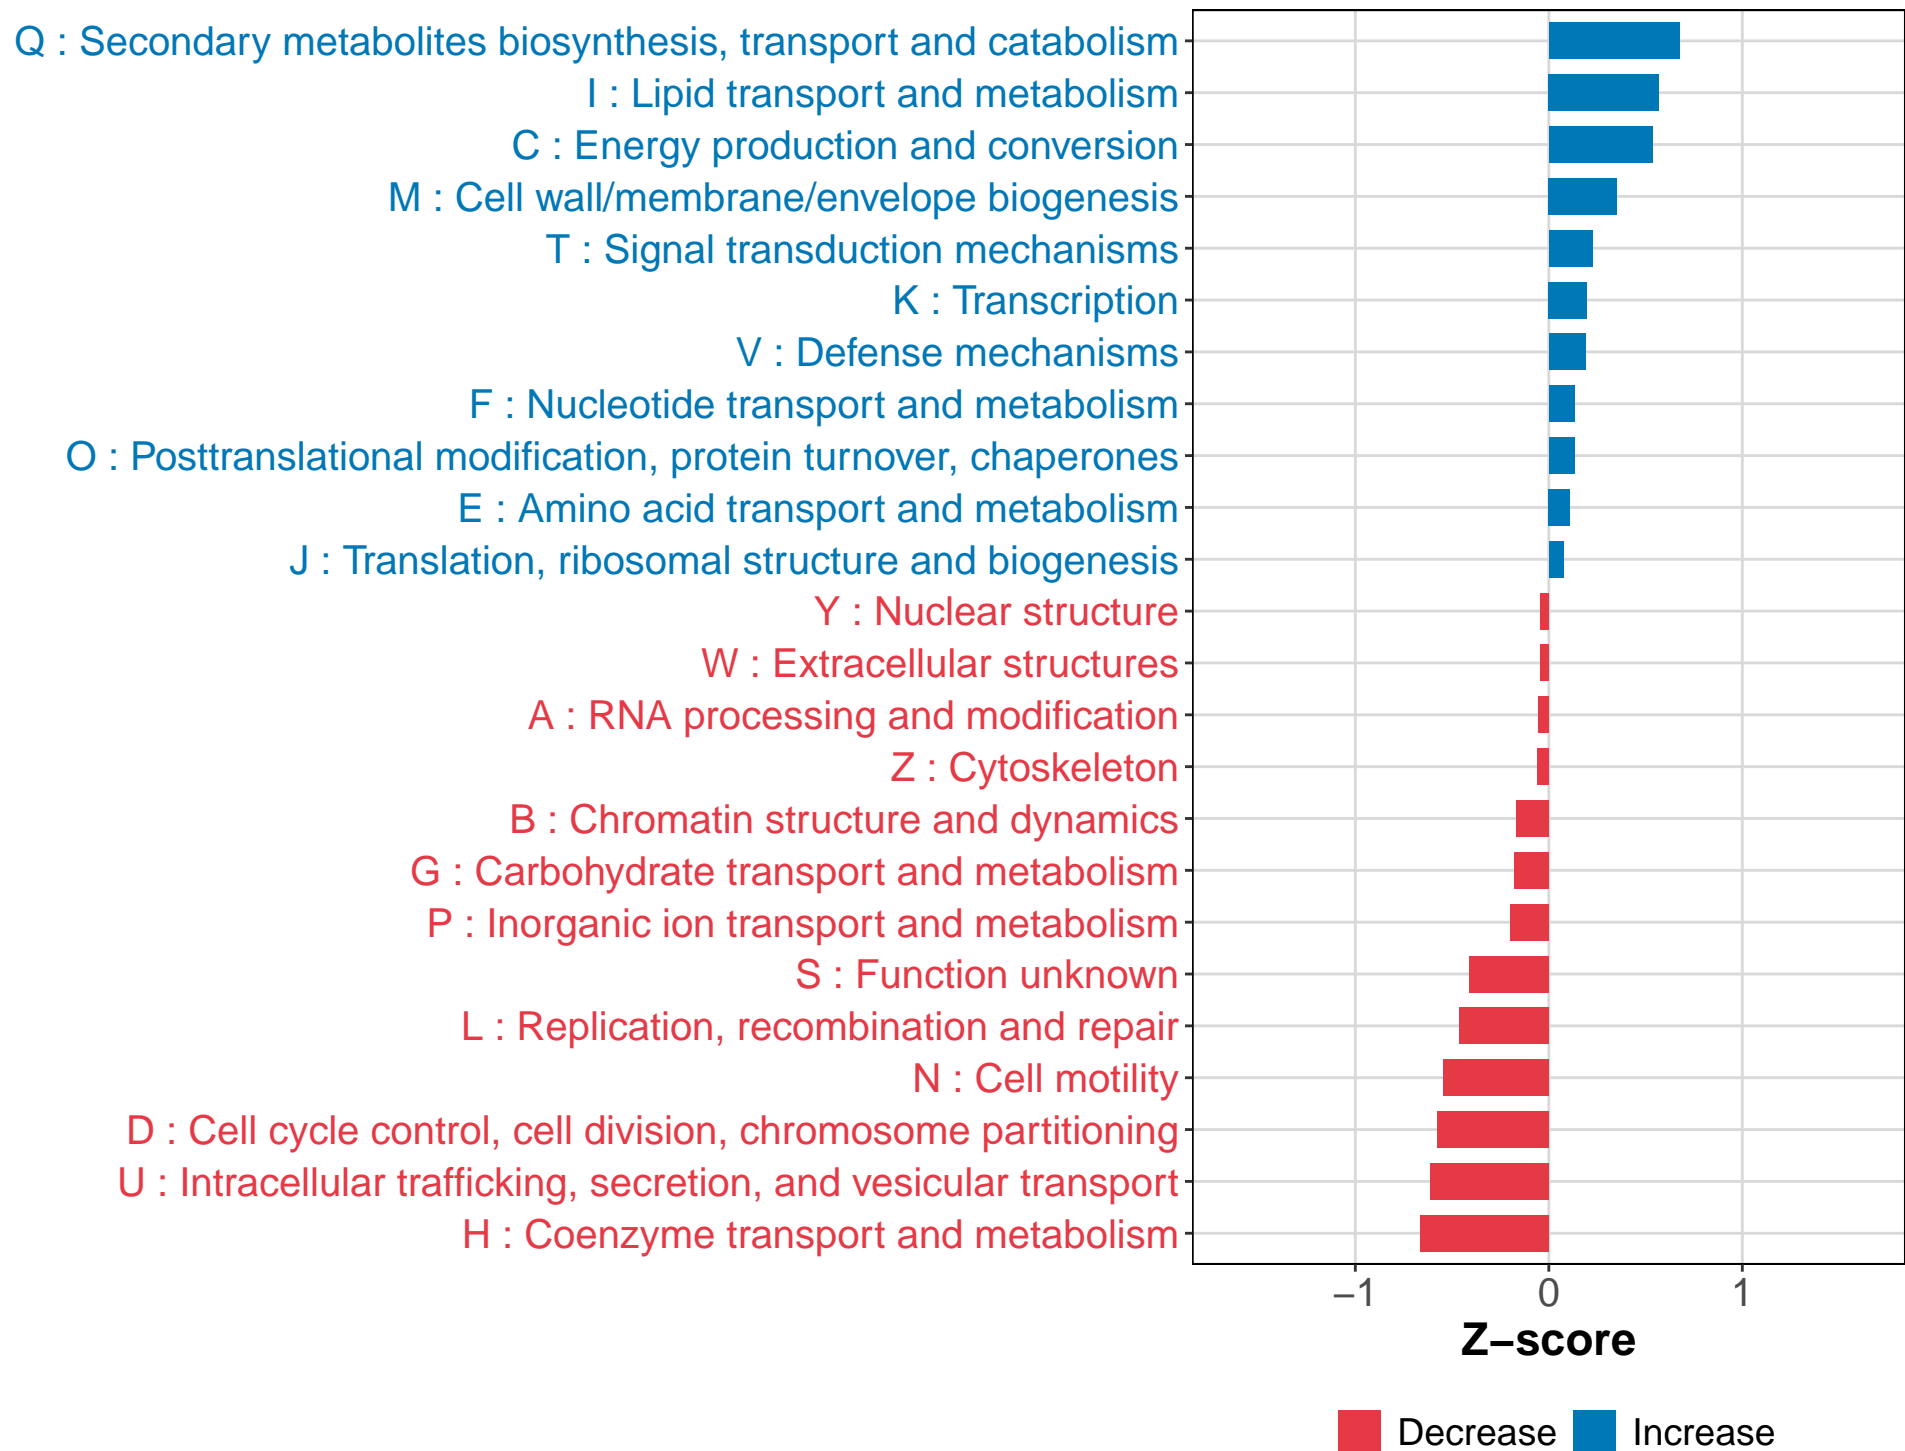 Q : Secondary metabolites biosynthesis, transport and catabolism
I : Lipid transport and metabolism
C : Energy production and conversion
M : Cell wall/membrane/envelope biogenesis
T : Signal transduction mechanisms
K : Transcription
V : Defense mechanisms
F : Nucleotide transport and metabolism
O : Posttranslational modification, protein turnover, chaperones
E : Amino acid transport and metabolism
J : Translation, ribosomal structure and biogenesis
Y : Nuclear structure
W : Extracellular structures
A : RNA processing and modification
Z : Cytoskeleton
B : Chromatin structure and dynamics
G : Carbohydrate transport and metabolism
P : Inorganic ion transport and metabolism
S : Function unknown
L : Replication, recombination and repair
N : Cell motility
D : Cell cycle control, cell division, chromosome partitioning
U : Intracellular trafficking, secretion, and vesicular transport
H : Coenzyme transport and metabolism
−1 0 1
Z−score
Decrease Increase